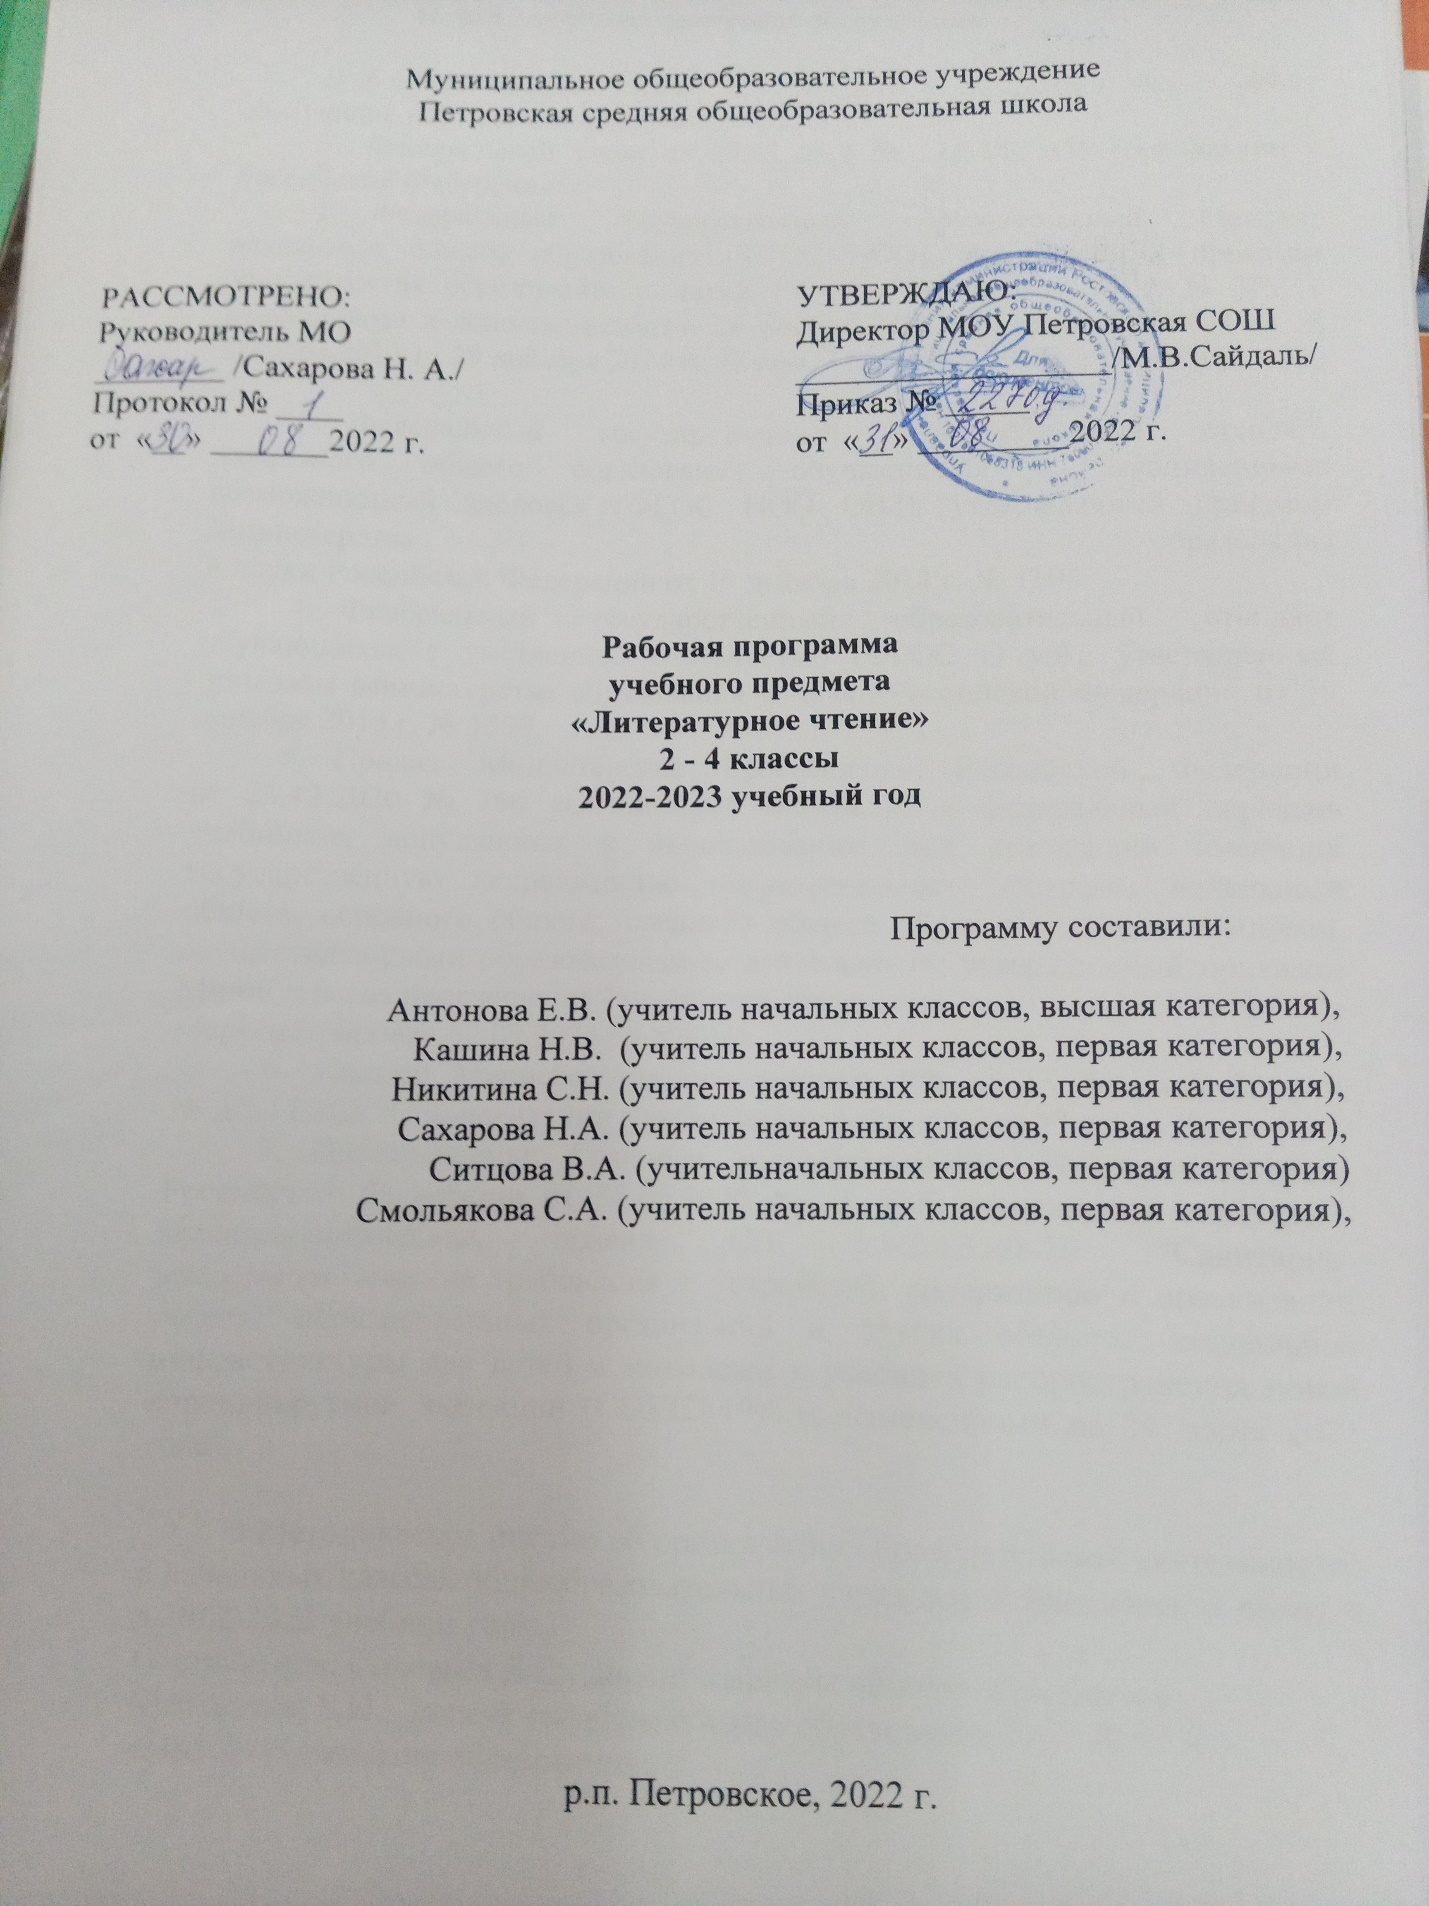 Муниципальное общеобразовательное учреждение
Петровская средняя общеобразовательная школа
РАССМОТРЕНО:
Руководитель МО
/Сахарова Н. А./
Протокол № 1
от «30» 08 2022 г.
УТВЕРЖДАЮ:
Директор МОУ Петровская СОШ
/М.В.Сайдаль/
Приказ №
от «31» 08 2022 г.
Рабочая программа
учебного предмета
«Литературное чтение»
2 - 4 классы
2022-2023 учебный год
Программу составили:
Антонова Е.В. (учитель начальных классов, высшая категория),
Кашина Н.В. (учитель начальных классов, первая категория),
Никитина С.Н. (учитель начальных классов, первая категория),
Сахарова Н.А. (учитель начальных классов, первая категория),
Ситцова В.А. (учительначальных классов, первая категория)
Смольякова С.А. (учитель начальных классов, первая категория),
р.п. Петровское, 2022 г.